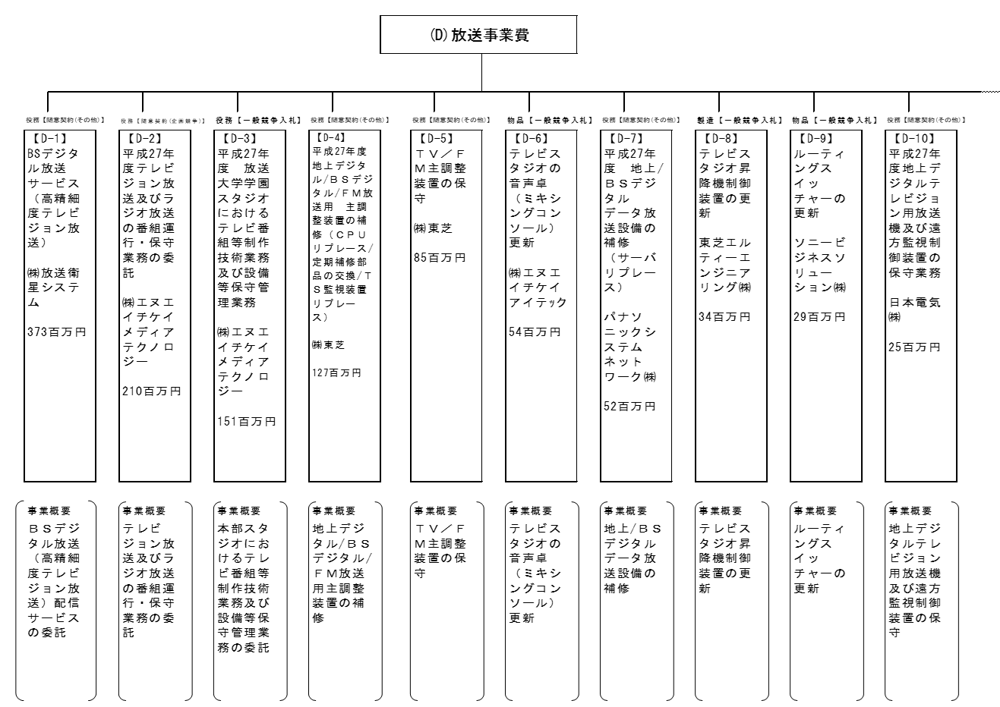 (D)放送事業費
役務【随意契約(その他)】
【D-1】
BSデジタ
ル放送
サービス
（高精細
度テレビ
ジョン放
送）
㈱放送衛
星システ
ム
373百万円
事業概要
ＢＳデジ
タル放送
（高精細
度テレビ
ジョン放
送）配信
サービス
の委託
役務【随意契約(企画競争)】
【D-2】
平成27年
度テレビ
ジョン放
送及びラ
ジオ放送
の番組運
行・保守
業務の委
託
㈱エヌエ
イチケイ
メディア
テクノロ
ジー
210百万円
事業概要
テレビ
ジョン放
送及びラ
ジオ放送
の番組運
行・保守
業務の委
託
役務【一般競争入札】
【D-3】
平成27年
度　放送
大学学園
スタジオ
における
テレビ番
組等制作
技術業務
及び設備
等保守管
理業務
㈱エヌエ
イチケイ
メディア
テクノロ
ジー
151百万円
事業概要
本部スタ
ジオにお
けるテレ
ビ番組等
制作技術
業務及び
設備等保
守管理業
務の委託
役務【随意契約(その他)】
【D-4】
平成27年度
地上デジタ
ル/ＢＳデジ
タル/ＦＭ放
送用　主調
整装置の補
修（ＣＰＵ
リプレース/
定期補修部
品の交換/Ｔ
Ｓ監視装置
リプレー
ス）
㈱東芝
127百万円
事業概要
地上デジ
タル/ＢＳ
デジタル/
ＦＭ放送
用主調整
装置の補
修
役務【随意契約(その他)】
【D-5】
ＴＶ／Ｆ
Ｍ主調整
装置の保
守
㈱東芝
85百万円
事業概要
ＴＶ／Ｆ
Ｍ主調整
装置の保
守
物品【一般競争入札】
【D-6】
テレビス
タジオの
音声卓
（ミキシ
ングコン
ソール）
更新
㈱エヌエ
イチケイ
アイテック
54百万円
事業概要
テレビス
タジオの
音声卓
（ミキシ
ングコン
ソール）
更新
役務【随意契約(その他)】
【D-7】
平成27年
度　地上/
ＢＳデジ
タル
データ放
送設備の
補修
（サーバ
リプレー
ス）
パナソ
ニックシ
ステム
ネット
ワーク㈱
52百万円
事業概要
地上/ＢＳ
デジタル
データ放
送設備の
補修
製造【一般競争入札】
【D-8】
テレビス
タジオ昇
降機制御
装置の更
新
東芝エル
ティーエ
ンジニア
リング㈱
34百万円
事業概要
テレビス
タジオ昇
降機制御
装置の更
新
物品【一般競争入札】
【D-9】
ルーティ
ングス
イッ
チャーの
更新
ソニービ
ジネスソ
リュー
ション㈱
29百万円
事業概要
ルーティ
ングス
イッ
チャーの
更新
役務【随意契約(その他)】
【D-10】
平成27年
度地上デ
ジタルテ
レビジョ
ン用放送
機及び遠
方監視制
御装置の
保守業務
日本電気
㈱
25百万円
事業概要
地上デジ
タルテレ
ビジョン
用放送機
及び遠方
監視制御
装置の保
守